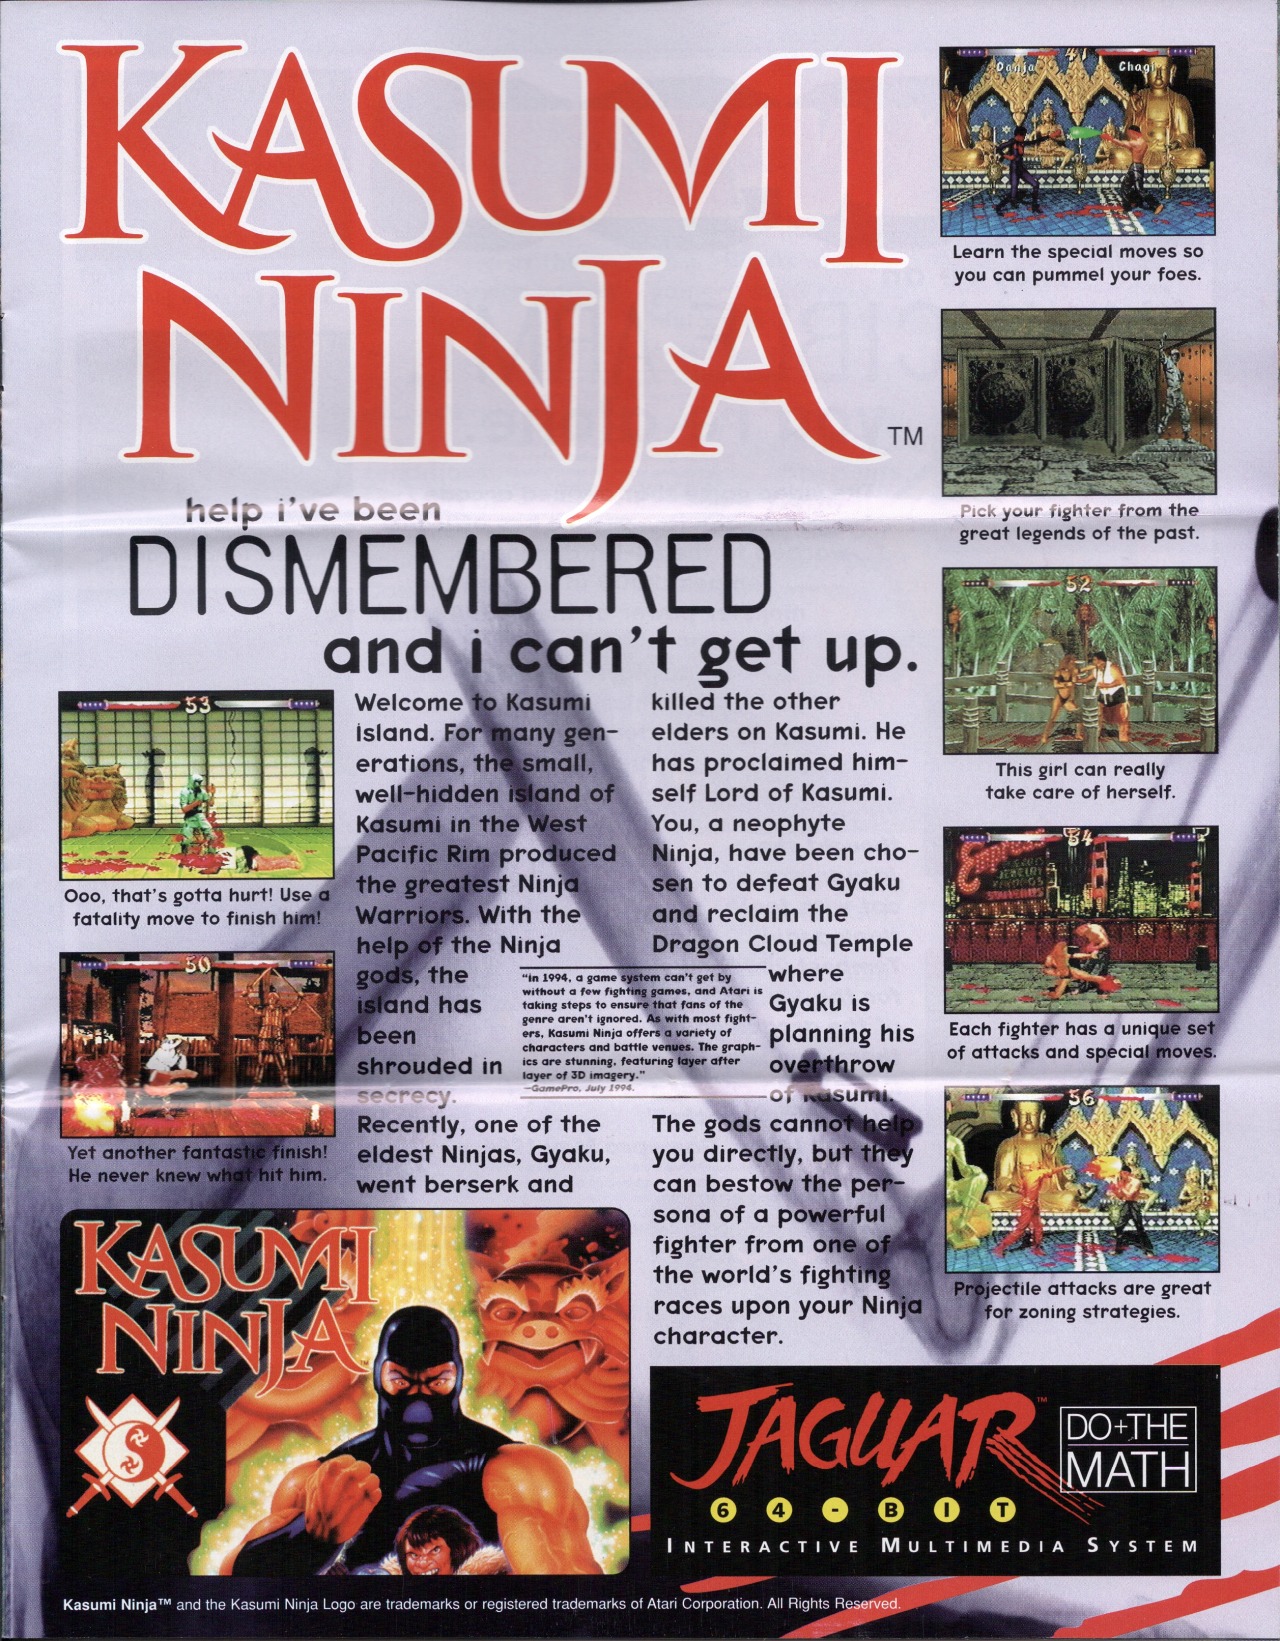 KASUMI
NINJA
TM
help i've been
DISMEMBERED
and i can't get up.
53
Ooo, that's gotta hurt! Use a
fatality move to finish him!
50
Yet another fantastic finish!
He never knew what hit him.
Welcome to Kasumi
island. For many gen-
erations, the small,
well-hidden island of
Kasumi in the West
Pacific Rim produced
the greatest Ninja
Warriors. With the
help of the Ninja
gods, the
island has
been
shrouded in
secrecy.
Recently, one of the
eldest Ninjas, Gyaku,
went berserk and
killed the other
elders on Kasumi. He
has proclaimed him-
self Lord of Kasumi.
You, a neophyte
Ninja, have been cho-
sen to defeat Gyaku
and reclaim the
Dragon Cloud Temple
where
Gyaku is
planning his
overthrow
of Kasumi.
The gods cannot help
you directly, but they
can bestow the per-
sona of a powerful
fighter from one of
the world's fighting
races upon your Ninja
character.
"In 1994, a game system can't get by
without a few fighting games, and Atari is
taking steps to ensure that fans of the
genre aren't ignored. As with most fight-
ers, Kasumi Ninja offers a variety of
characters and battle venues. The graph-
ics are stunning, featuring layer after
layer of 3D imagery."
-GamePro, July 1994.
41
Danja Chagi
Learn the special moves so
you can pummel your foes.
Pick your fighter from the
great legends of the past.
52
This girl can really
take care of herself.
54
Each fighter has a unique set
of attacks and special moves.
56
Projectile attacks are great
for zoning strategies.
KASUMI
NINJA
JAGUAR™
64-BIT
INTERACTIVE MULTIMEDIA SYSTEM
DO+THE
MATH
Kasumi Ninja™ and the Kasumi Ninja Logo are trademarks or registered trademarks of Atari Corporation. All Rights Reserved.